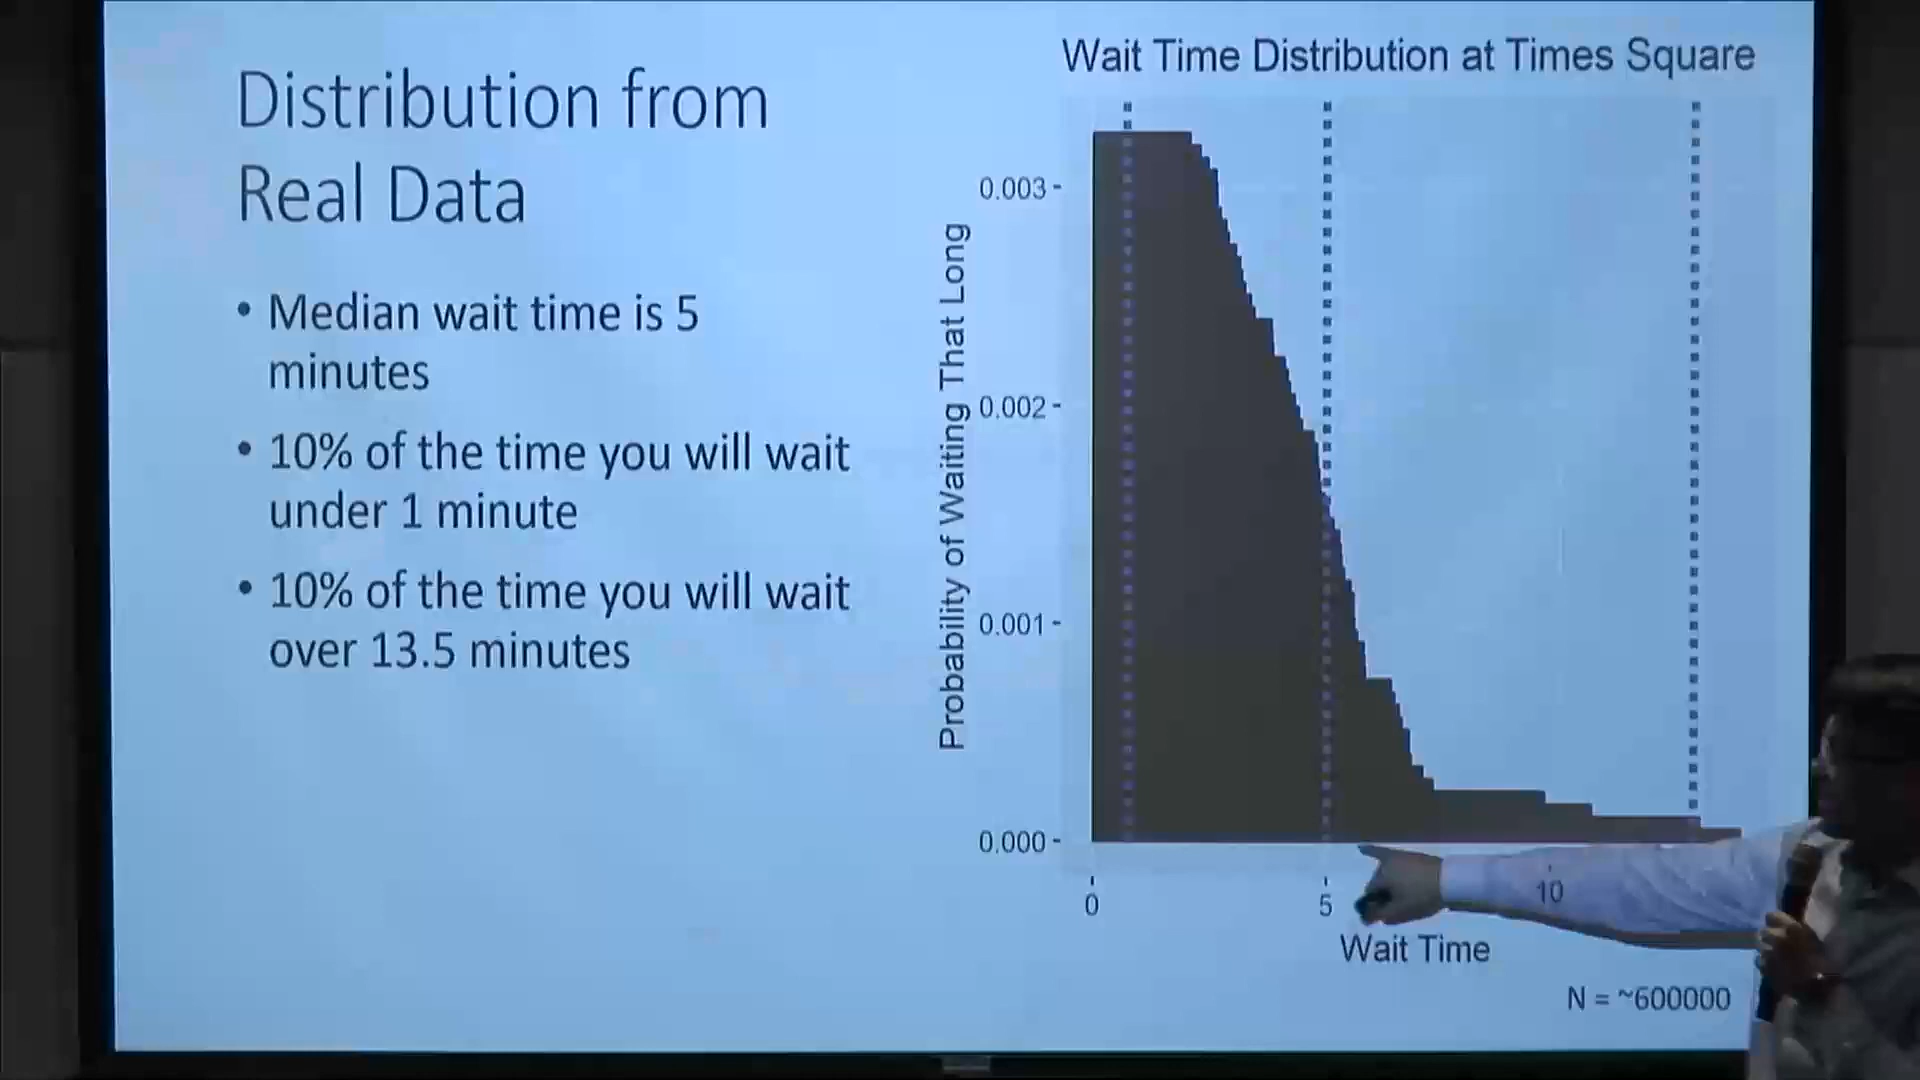 Distribution from
Real Data
• Median wait time is 5
minutes
• 10% of the time you will wait
under 1 minute
• 10% of the time you will wait
over 13.5 minutes
Wait Time Distribution at Times Square
Probability of Waiting That Long
0.003
0.002
0.001
0.000
0
5
10
Wait Time
N = ~600000